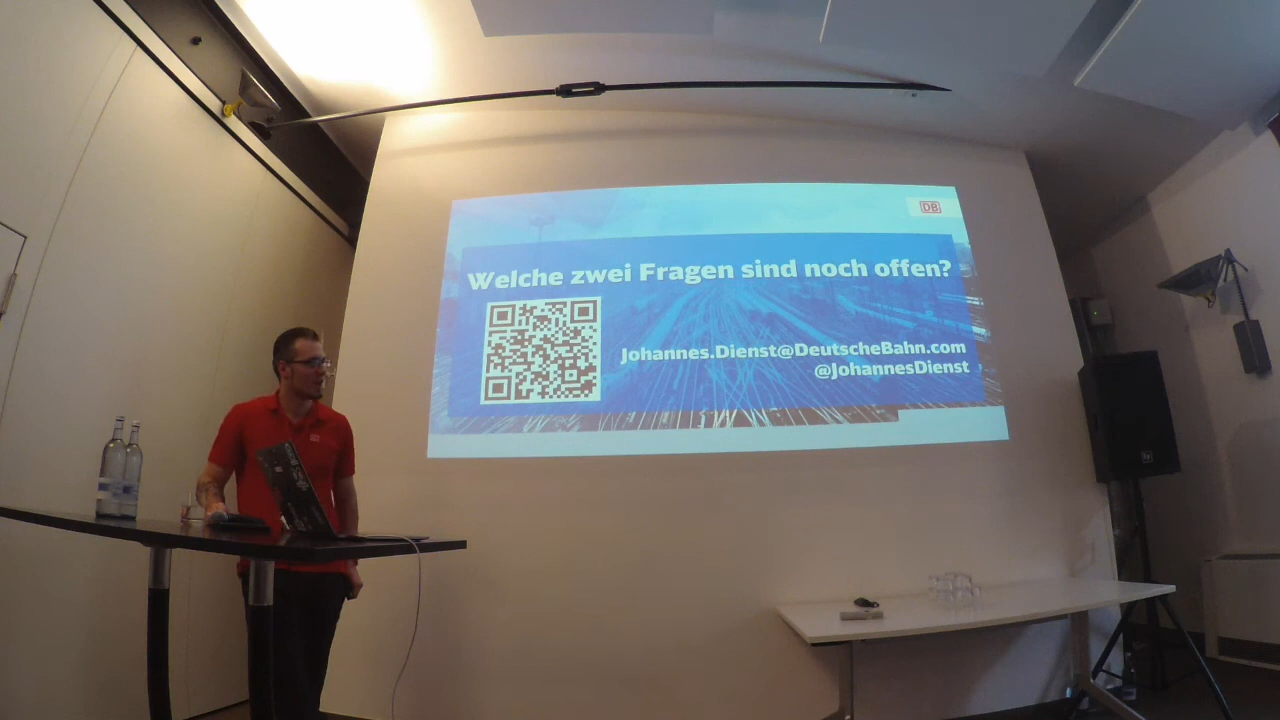 DB
Welche zwei Fragen sind noch offen?
Johannes.Dienst@DeutscheBahn.com
@JohannesDienst